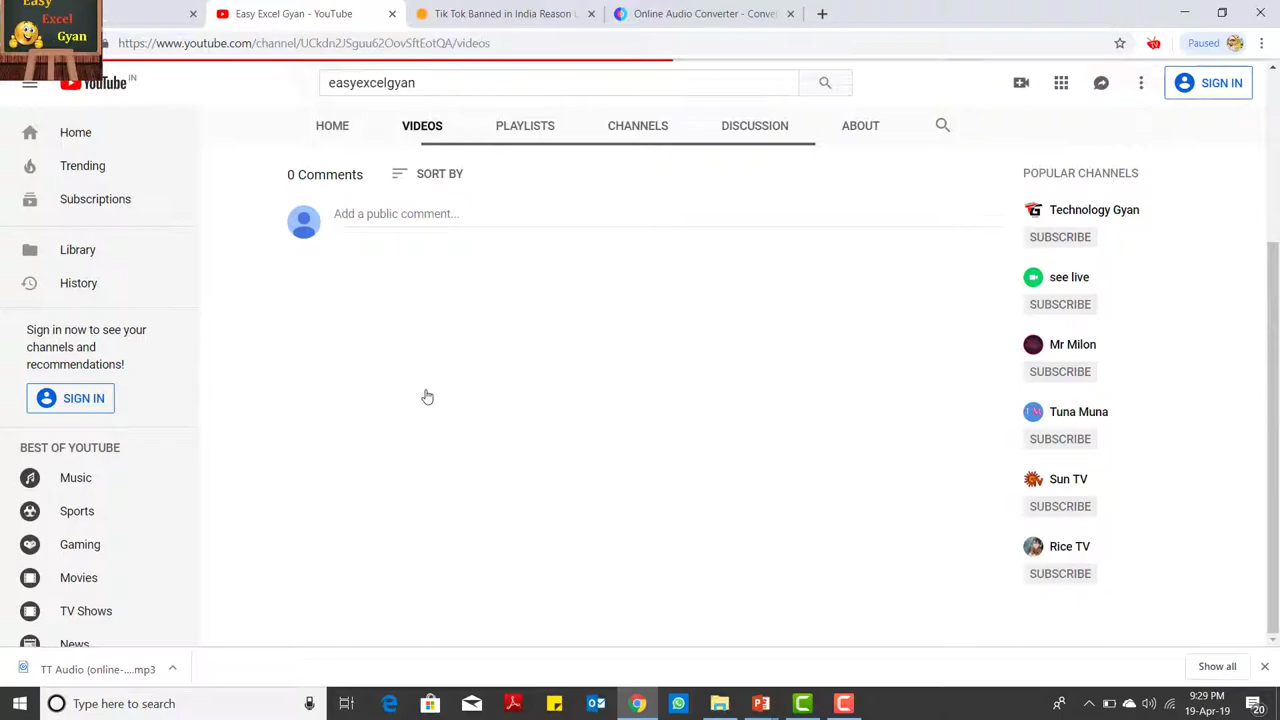 Easy
Excel
Gyan
Easy Excel Gyan - YouTube
Tik Tok Banned in India Reason
Online Audio Convertor - Conver
https://www.youtube.com/channel/UCkdn2JSguu62OovSftEotQA/videos
Paused
YouTube IN
easyexcelgyan
SIGN IN
HOME
VIDEOS
PLAYLISTS
CHANNELS
DISCUSSION
ABOUT
Home
Trending
Subscriptions
Library
History
Sign in now to see your
channels and
recommendations!
SIGN IN
BEST OF YOUTUBE
Music
Sports
Gaming
Movies
TV Shows
News
0 Comments
SORT BY
Add a public comment...
POPULAR CHANNELS
Technology Gyan
SUBSCRIBE
see live
SUBSCRIBE
Mr Milon
SUBSCRIBE
Tuna Muna
SUBSCRIBE
Sun TV
SUBSCRIBE
Rice TV
SUBSCRIBE
TT Audio (online-....mp3
Show all
Type here to search
9:29 PM
19-Apr-19
20